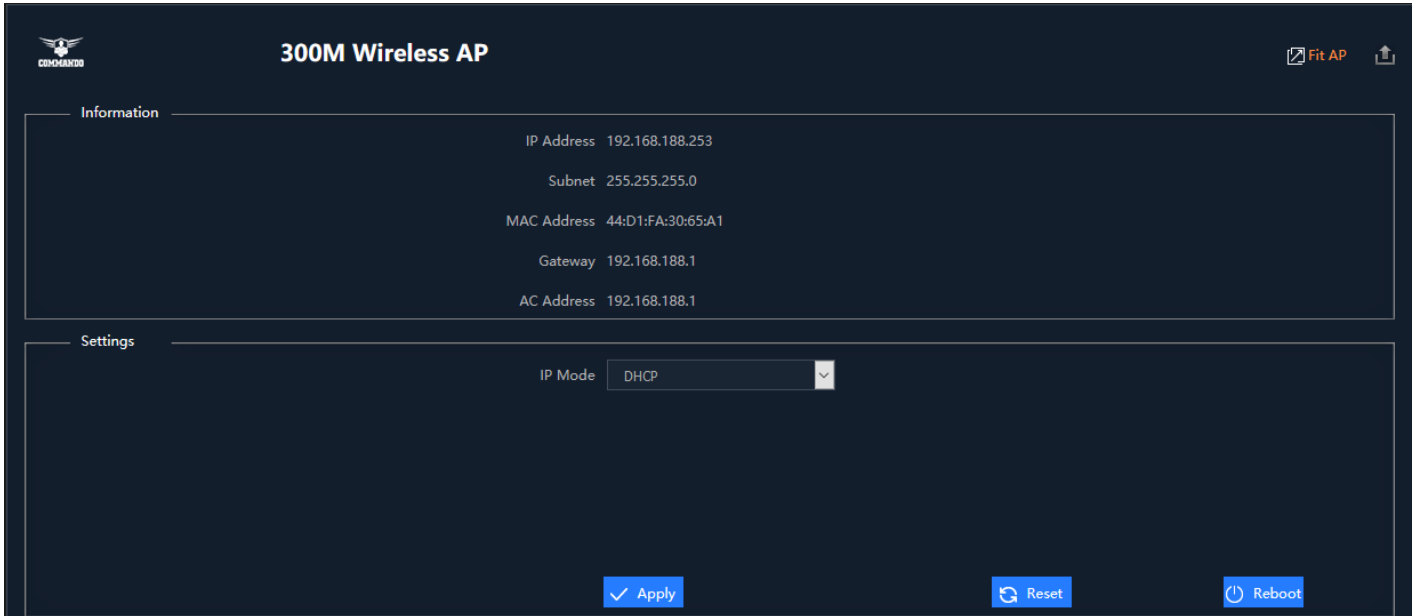 COMMANDO
300M Wireless AP
Fit AP
Information
IP Address 192.168.188.253
Subnet 255.255.255.0
MAC Address 44:D1:FA:30:65:A1
Gateway 192.168.188.1
AC Address 192.168.188.1
Settings
IP Mode DHCP
Apply Reset Reboot